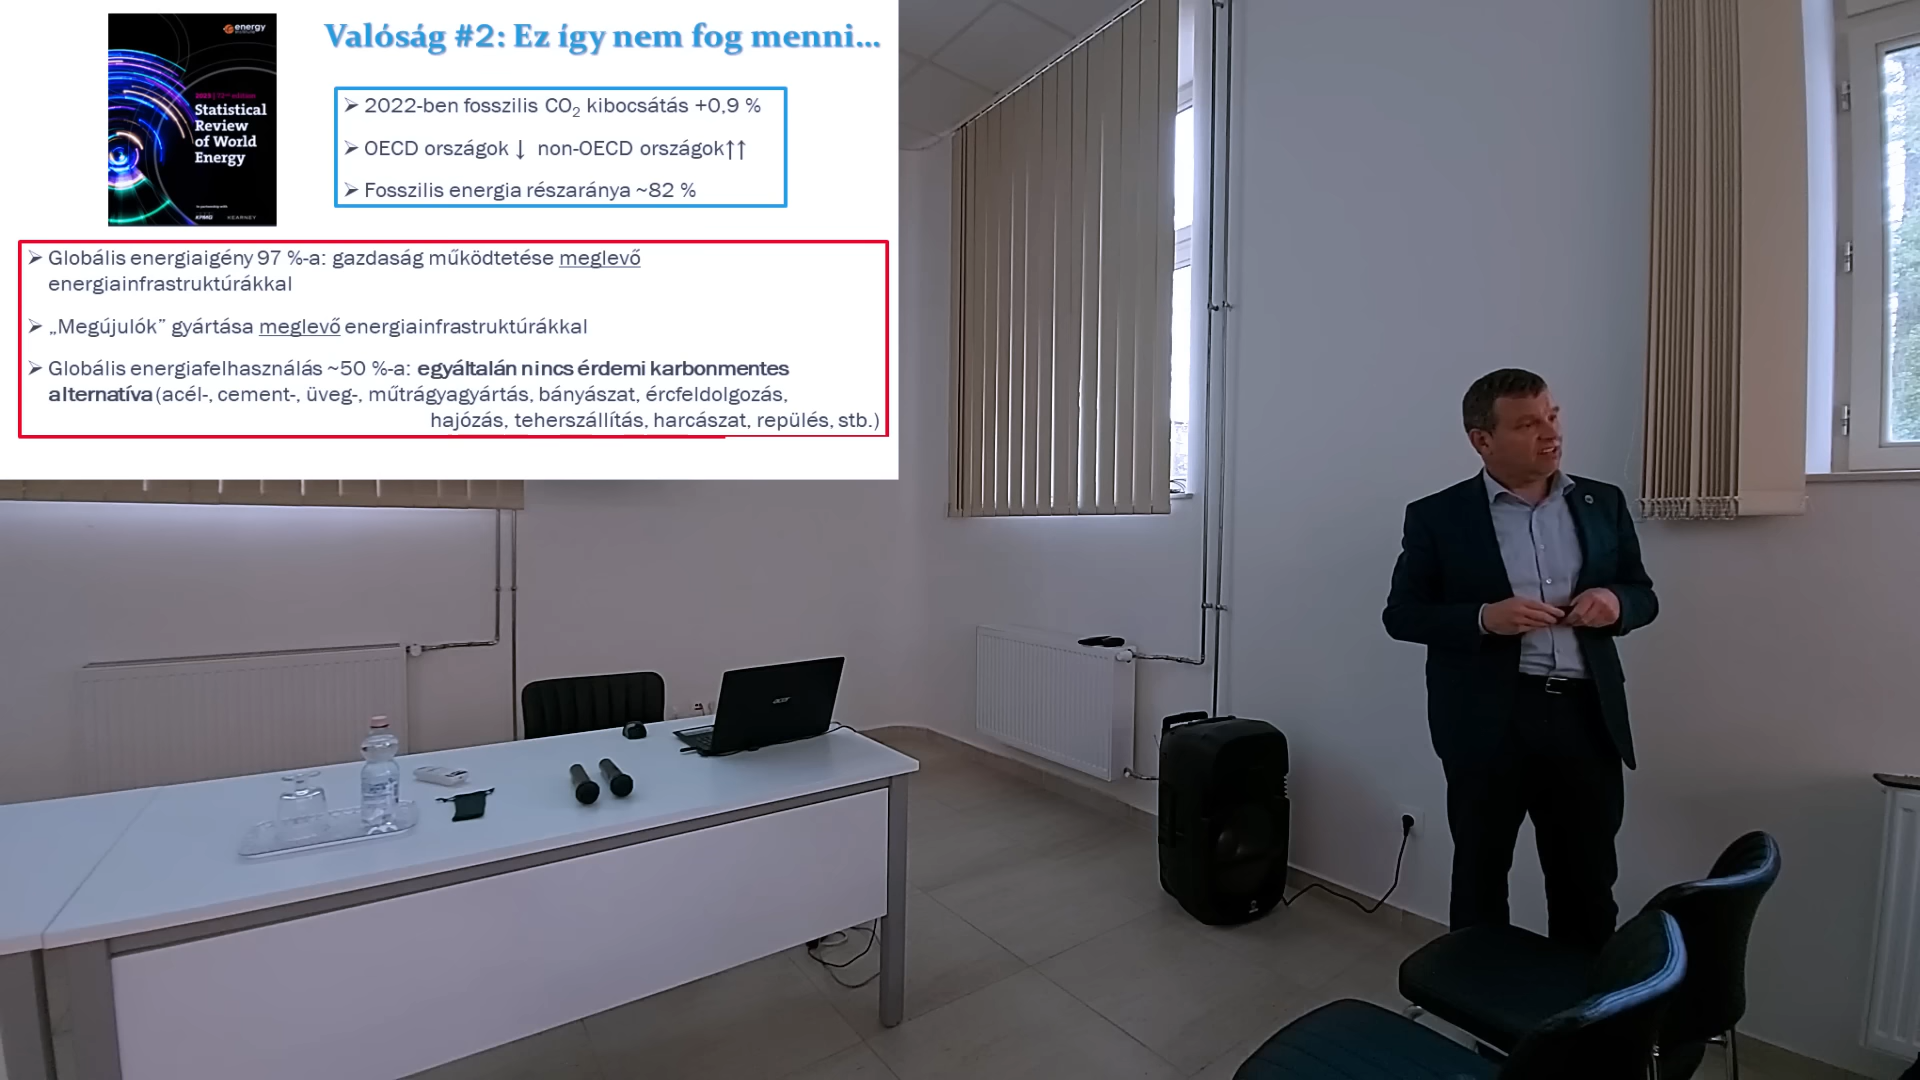 Valóság #2: Ez így nem fog menni...
energy
2023 | 72nd edition
Statistical
Review
of World
Energy
KPMG KEARNEY
➢ 2022-ben fosszilis CO₂ kibocsátás +0,9 %
➢ OECD országok ↓ non-OECD országok↑↑
➢ Fosszilis energia részaránya ~82 %
➢ Globális energiaigény 97 %-a: gazdaság működtetése meglevő
energiainfrastruktúrákkal
➢ „Megújulók” gyártása meglevő energiainfrastruktúrákkal
➢ Globális energiafelhasználás ~50 %-a: egyáltalán nincs érdemi karbonmentes
alternatíva (acél-, cement-, üveg-, műtrágyagyártás, bányászat, ércfeldolgozás,
hajózás, teherszállítás, harcászat, repülés, stb.)
acer